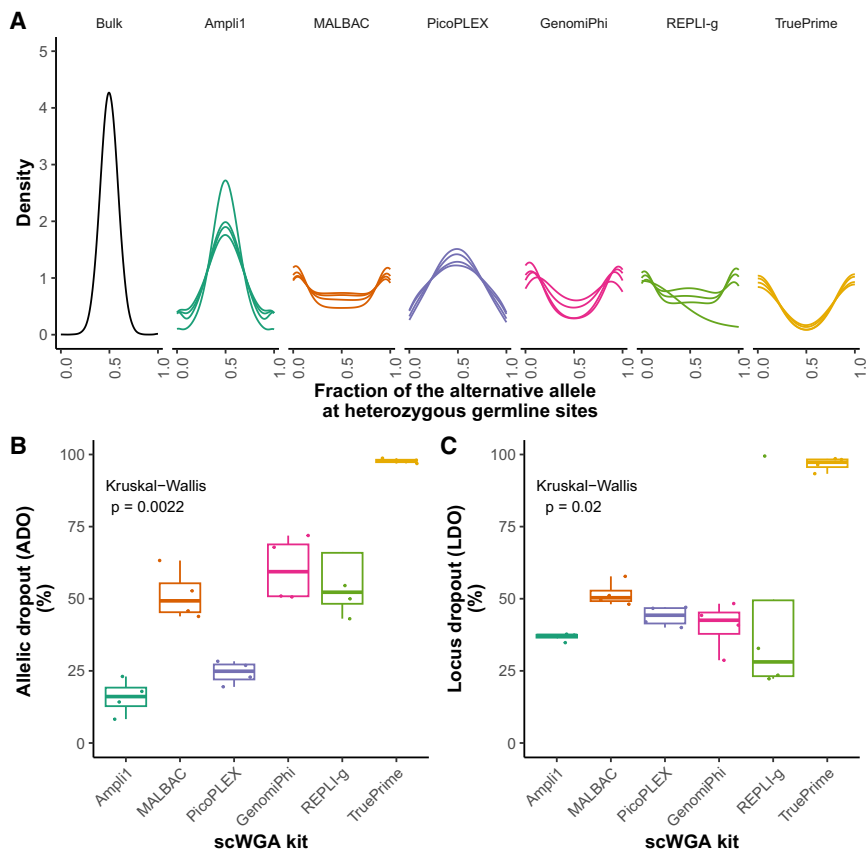 A
Bulk Ampli1 MALBAC PicoPLEX GenomiPhi REPLI-g TruePrime
Density
5
4
3
2
1
0
0.0 0.5 1.0 0.0 0.5 1.0 0.0 0.5 1.0 0.0 0.5 1.0 0.0 0.5 1.0 0.0 0.5 1.0 0.0 0.5 1.0
Fraction of the alternative allele
at heterozygous germline sites
B
Allelic dropout (ADO)
(%)
100
75
50
25
0
Kruskal−Wallis
p = 0.0022
Ampli1 MALBAC PicoPLEX GenomiPhi REPLI-g TruePrime
scWGA kit
C
Locus dropout (LDO)
(%)
100
75
50
25
0
Kruskal−Wallis
p = 0.02
Ampli1 MALBAC PicoPLEX GenomiPhi REPLI-g TruePrime
scWGA kit